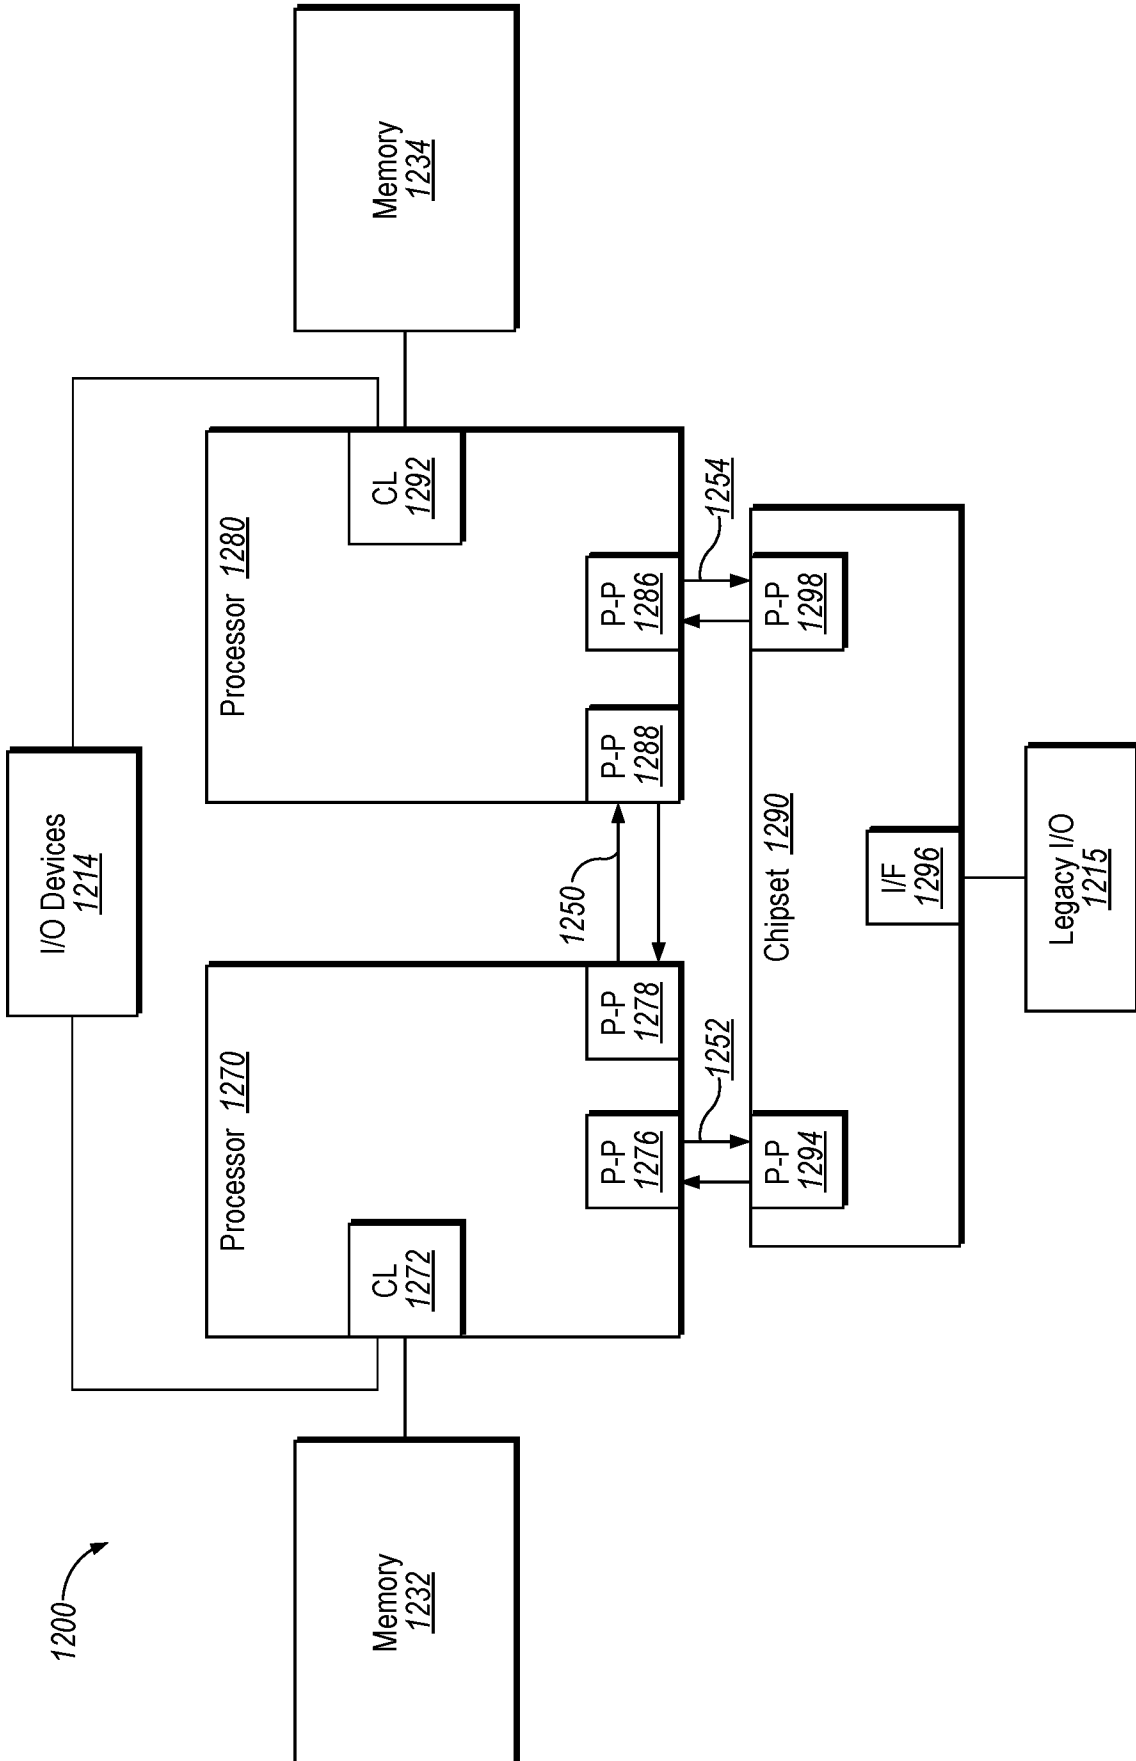 1200
I/O Devices
1214
Memory
1232
Processor 1270
CL
1272
P-P
1276
P-P
1278
1250
Processor 1280
CL
1292
P-P
1288
P-P
1286
Memory
1234
1252
1254
Chipset 1290
P-P
1294
P-P
1298
I/F
1296
Legacy I/O
1215